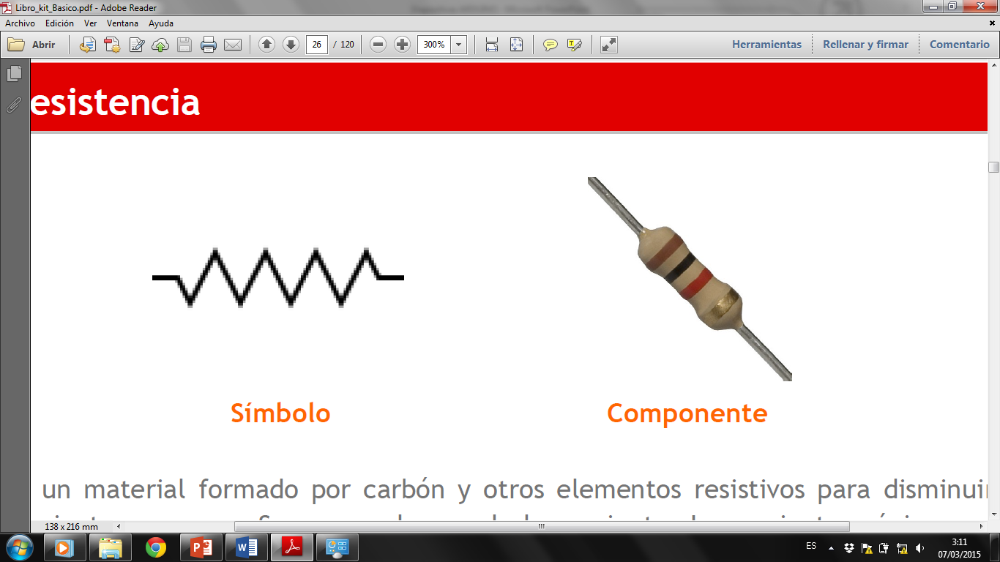 Libro_kit_Basico.pdf - Adobe Reader
Archivo Edición Ver Ventana Ayuda
Abrir 26 / 120 300% Herramientas Rellenar y firmar Comentario
esistencia
Símbolo Componente
un material formado por carbón y otros elementos resistivos para disminuir
138 x 216 mm
ES 3:11
07/03/2015